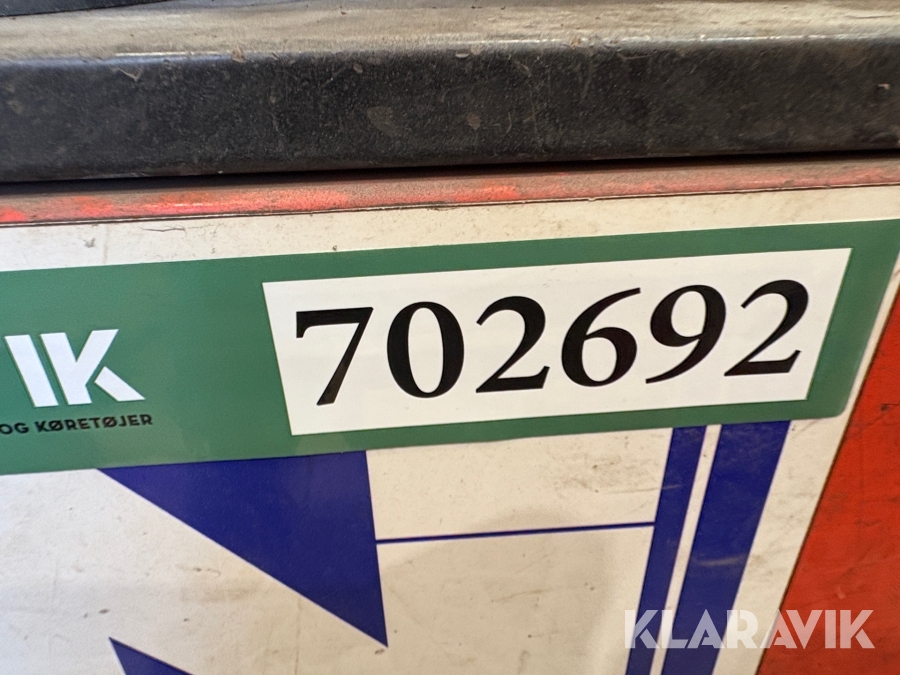 702692
IK
OG KØRETØJER
KLARAVIK